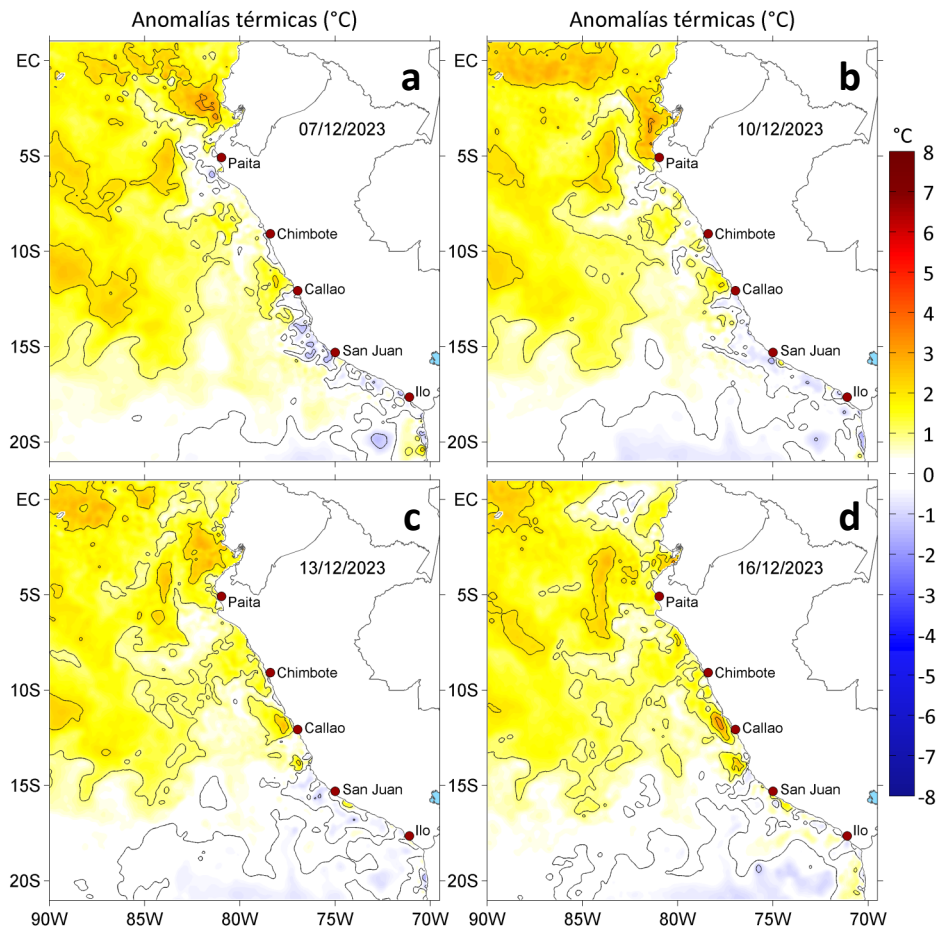 Anomalías térmicas (°C) Anomalías térmicas (°C)
EC
5S
10S
15S
20S
a
07/12/2023
Paita
Chimbote
Callao
San Juan
Ilo
EC
5S
10S
15S
20S
b
10/12/2023
Paita
Chimbote
Callao
San Juan
Ilo
EC
5S
10S
15S
20S
90W 85W 80W 75W 70W
c
13/12/2023
Paita
Chimbote
Callao
San Juan
Ilo
EC
5S
10S
15S
20S
90W 85W 80W 75W 70W
d
16/12/2023
Paita
Chimbote
Callao
San Juan
Ilo
°C
8
7
6
5
4
3
2
1
0
-1
-2
-3
-4
-5
-6
-7
-8